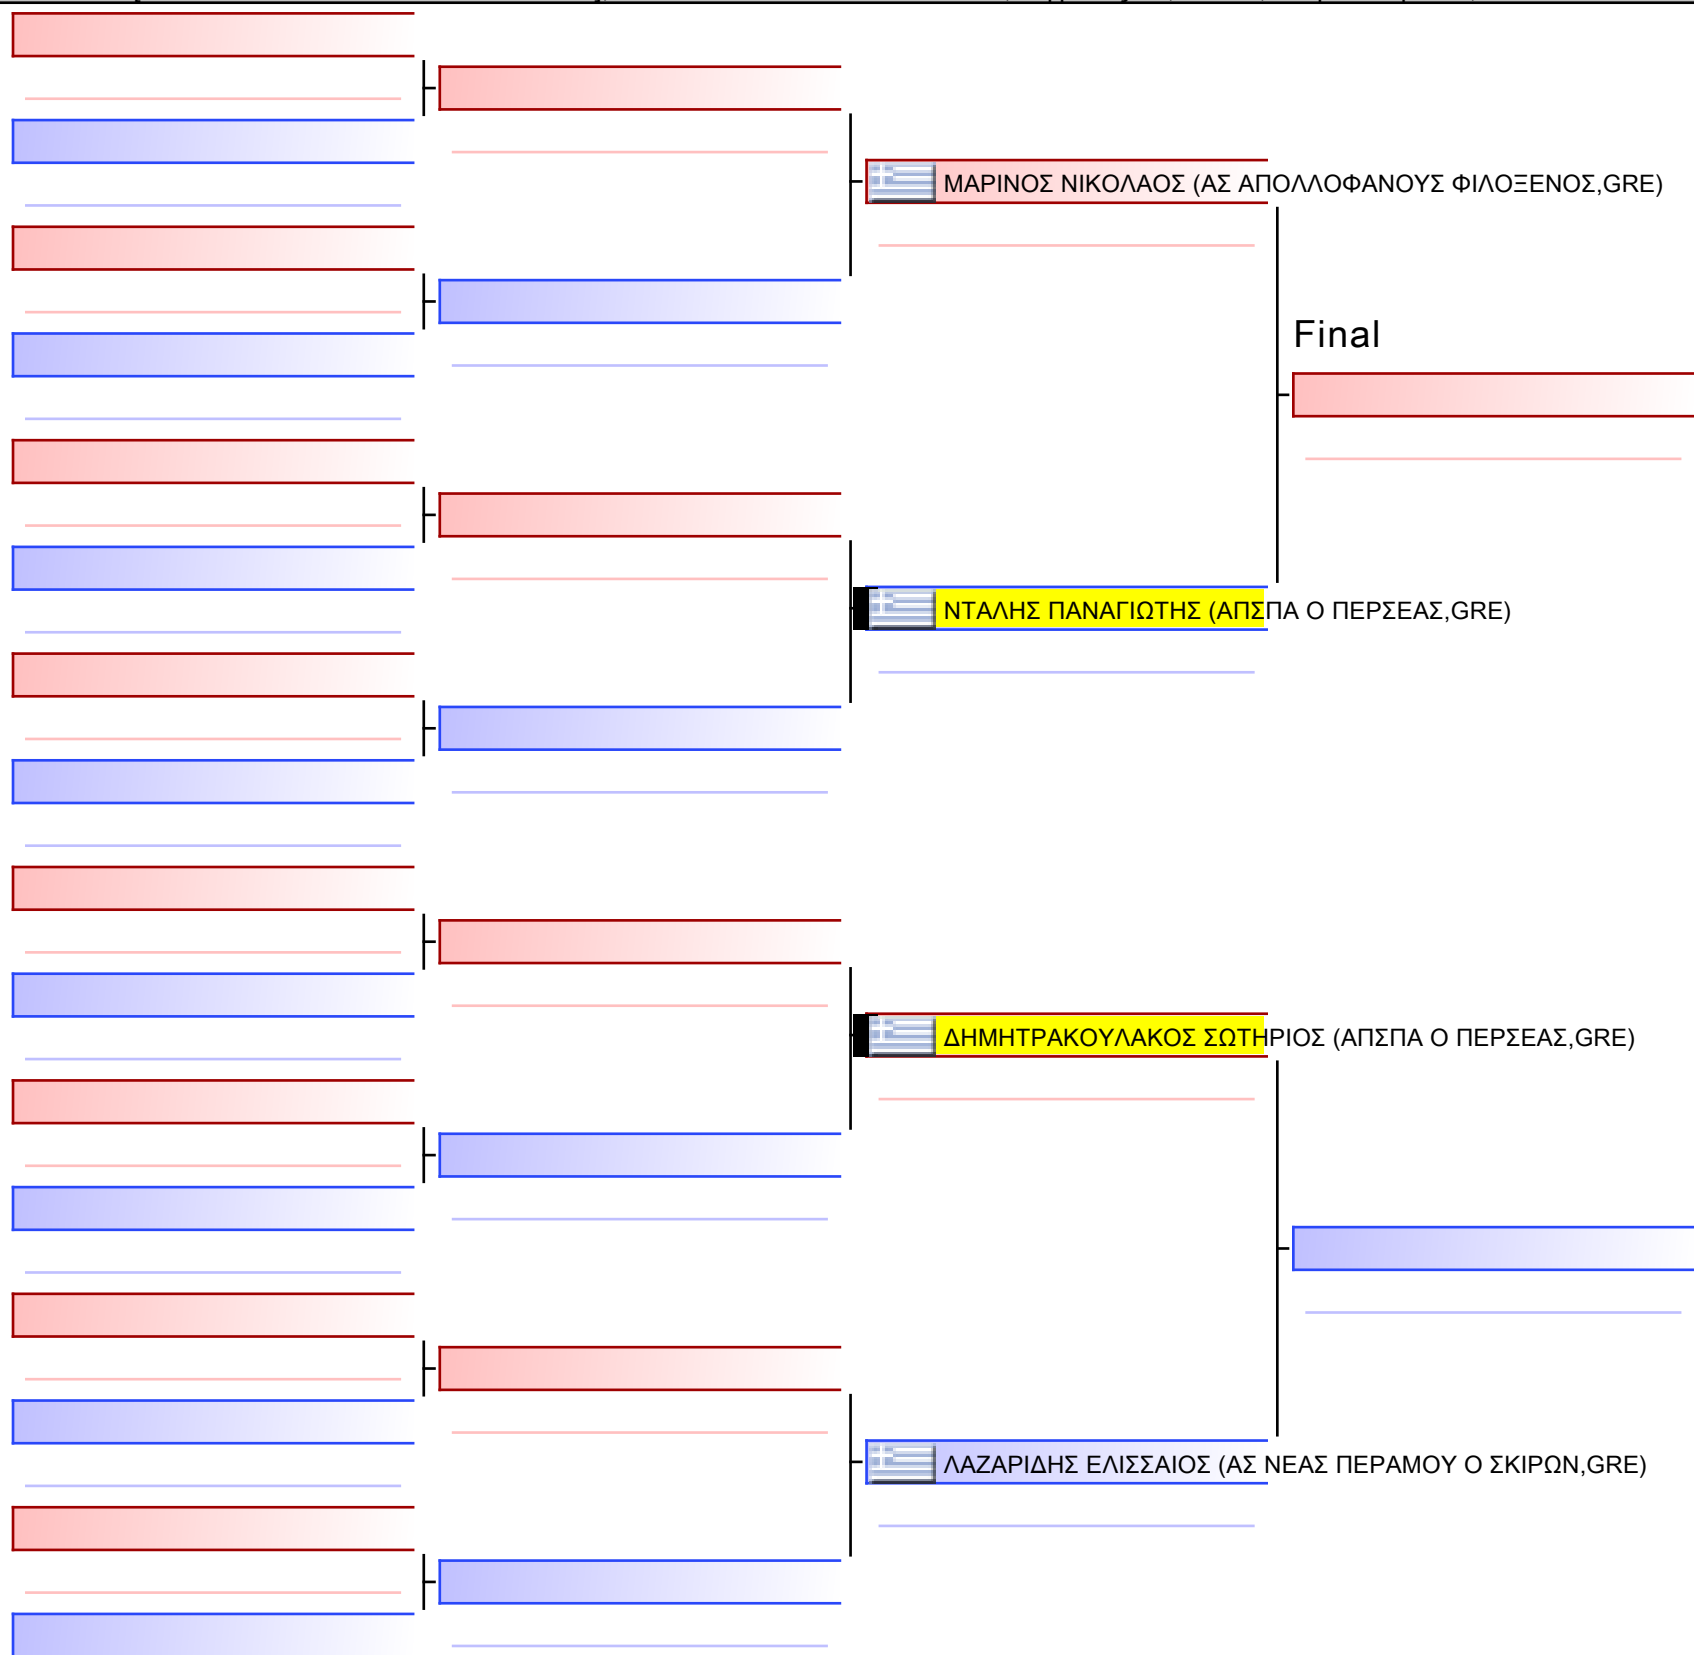 ΜΑΡΙΝΟΣ ΝΙΚΟΛΑΟΣ (ΑΣ ΑΠΟΛΛΟΦΑΝΟΥΣ ΦΙΛΟΞΕΝΟΣ,GRE)
Final
ΝΤΑΛΗΣ ΠΑΝΑΓΙΩΤΗΣ (ΑΠΣΠΑ Ο ΠΕΡΣΕΑΣ,GRE)
ΔΗΜΗΤΡΑΚΟΥΛΑΚΟΣ ΣΩΤΗΡΙΟΣ (ΑΠΣΠΑ Ο ΠΕΡΣΕΑΣ,GRE)
ΛΑΖΑΡΙΔΗΣ ΕΛΙΣΣΑΙΟΣ (ΑΣ ΝΕΑΣ ΠΕΡΑΜΟΥ Ο ΣΚΙΡΩΝ,GRE)